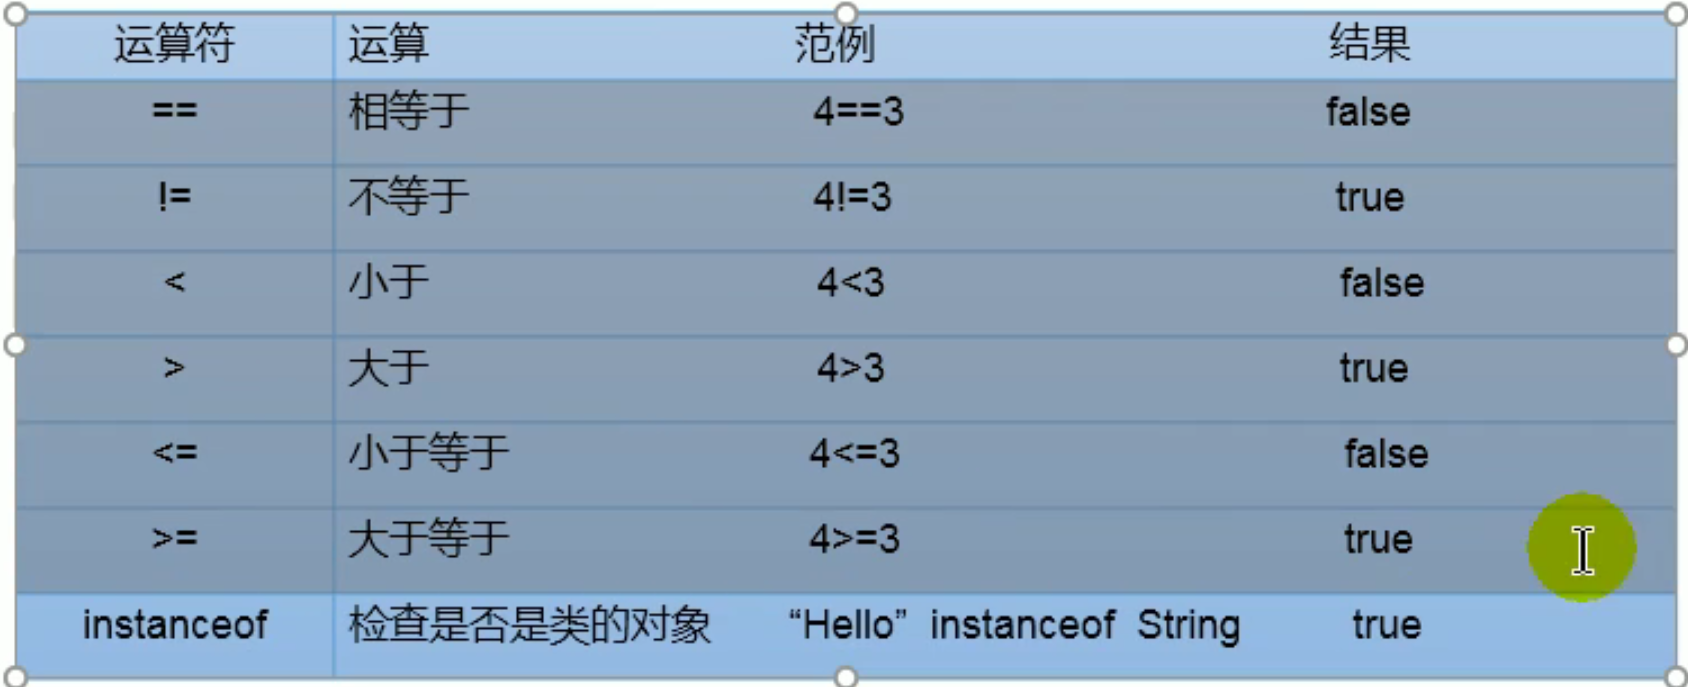 运算符 运算 范例 结果
== 相等于 4==3 false
!= 不等于 4!=3 true
< 小于 4<3 false
> 大于 4>3 true
<= 小于等于 4<=3 false
>= 大于等于 4>=3 true
instanceof 检查是否是类的对象 “Hello” instanceof String true